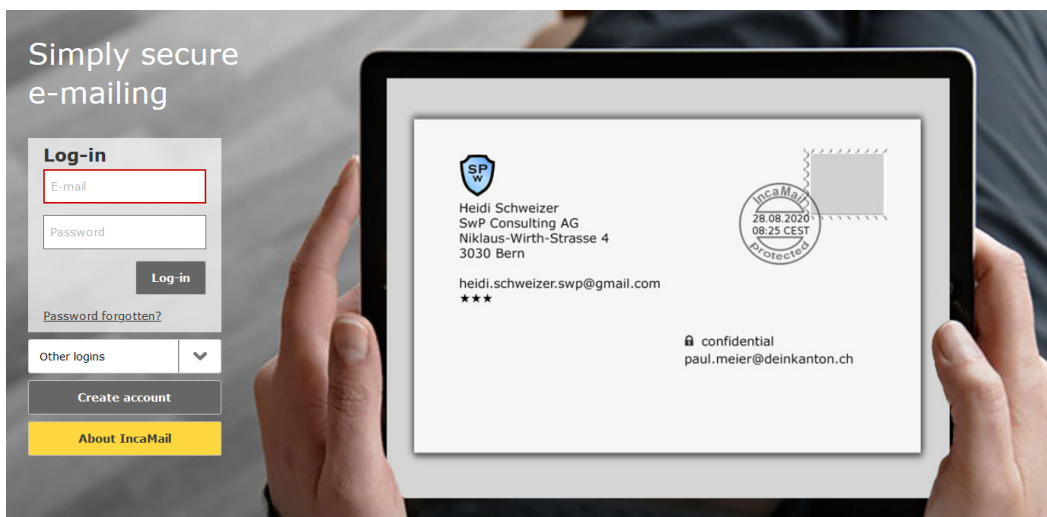 Simply secure
e-mailing
Log-in
E-mail
Password
Log-in
Password forgotten?
Other logins
Create account
About IncaMail
SP
W
Heidi Schweizer
SwP Consulting AG
Niklaus-Wirth-Strasse 4
3030 Bern
heidi.schweizer.swp@gmail.com
★★★
IncaMail
28.08.2020
08:25 CEST
protected
confidential
paul.meier@deinkanton.ch